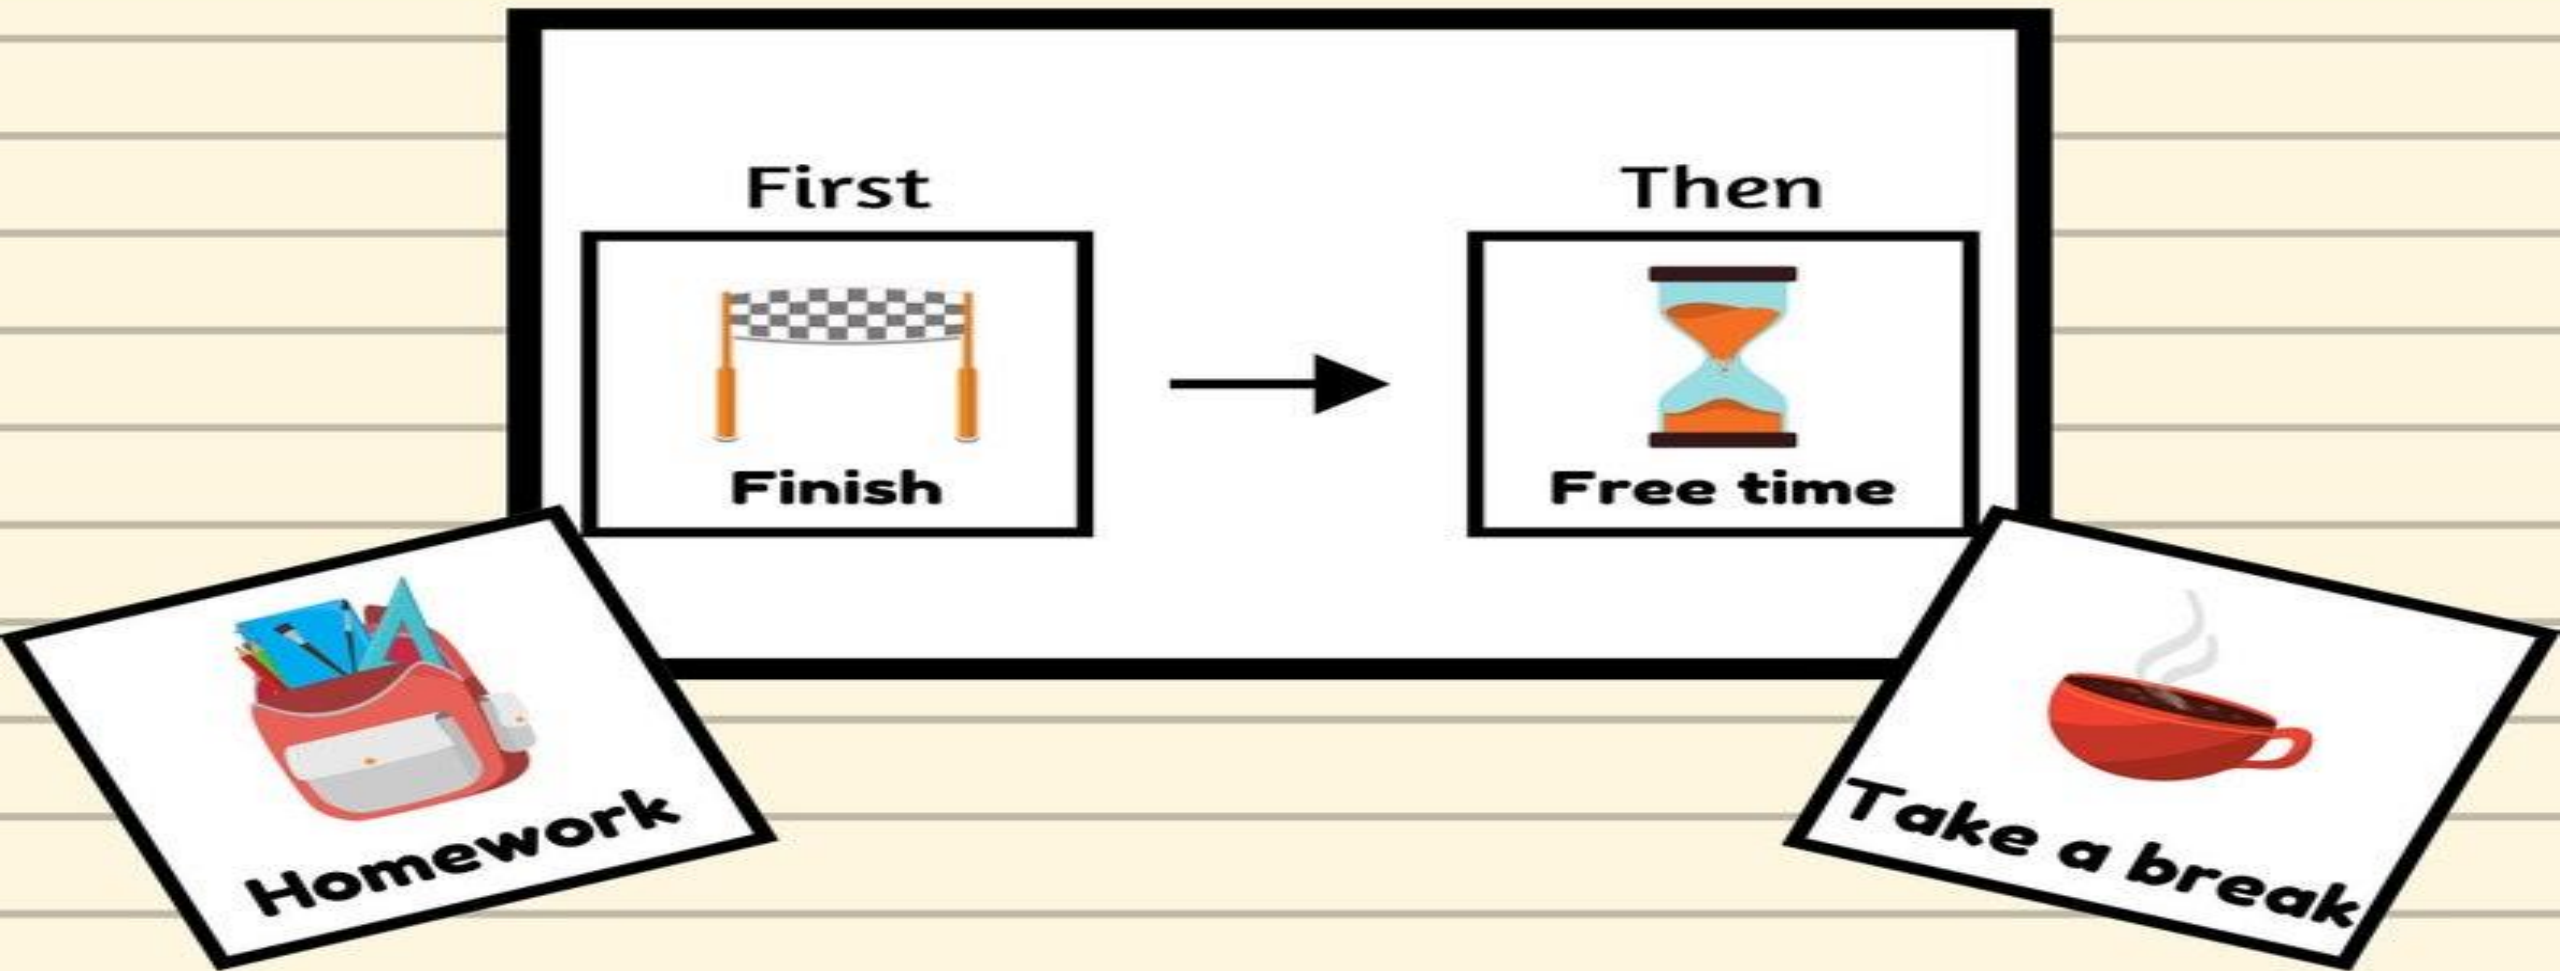 First
Then
Finish
Free time
Homework
Take a break